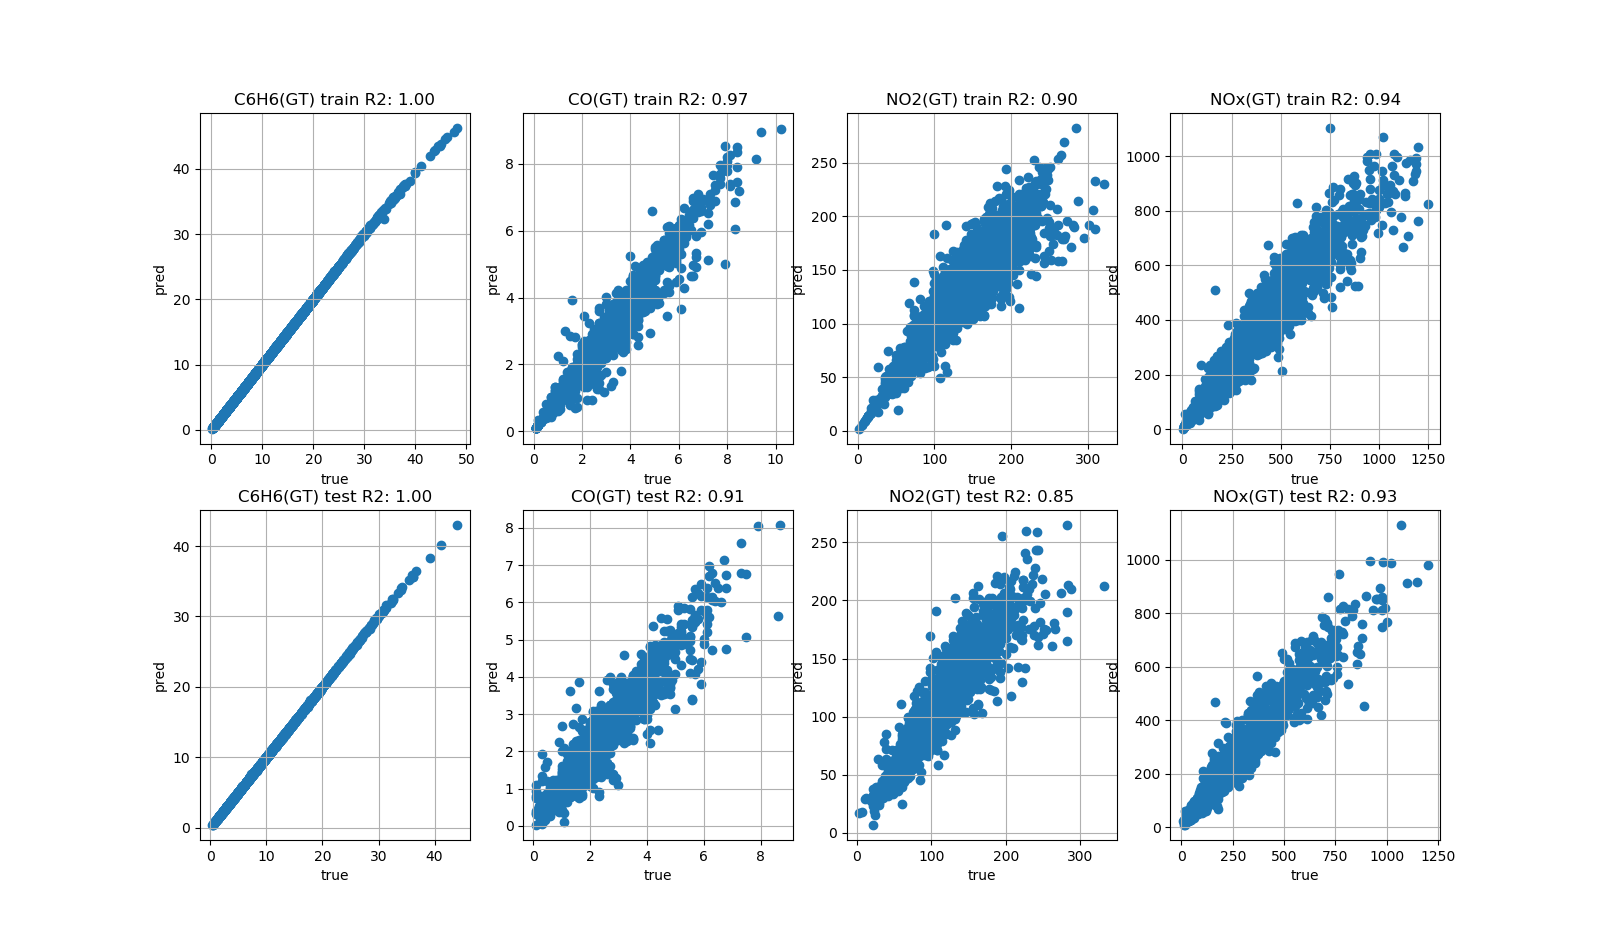 C6H6(GT) train R2: 1.00
40
30
20
10
0
pred
0 10 20 30 40 50
true
CO(GT) train R2: 0.97
8
6
4
2
0
pred
0 2 4 6 8 10
true
NO2(GT) train R2: 0.90
250
200
150
100
50
0
pred
0 100 200 300
true
NOx(GT) train R2: 0.94
1000
800
600
400
200
0
pred
0 250 500 750 1000 1250
true
C6H6(GT) test R2: 1.00
40
30
20
10
0
pred
0 10 20 30 40
true
CO(GT) test R2: 0.91
8
7
6
5
4
3
2
1
0
pred
0 2 4 6 8
true
NO2(GT) test R2: 0.85
250
200
150
100
50
0
pred
0 100 200 300
true
NOx(GT) test R2: 0.93
1000
800
600
400
200
0
pred
0 250 500 750 1000 1250
true